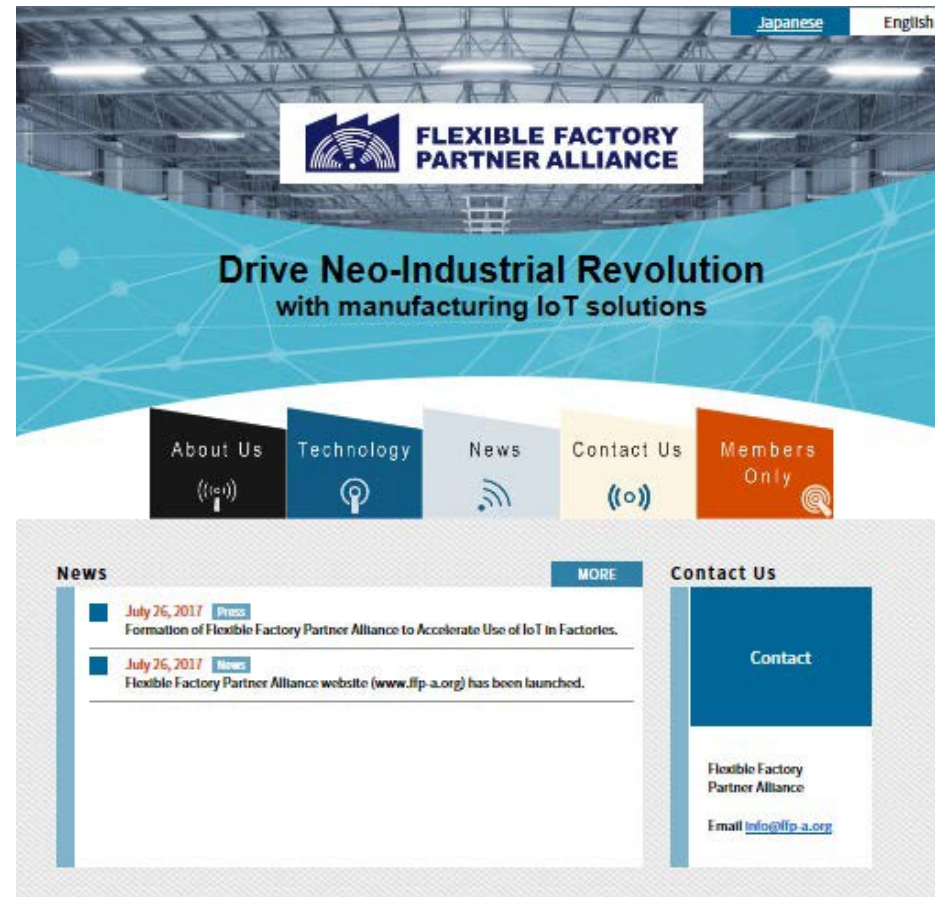 Japanese
English
FLEXIBLE FACTORY
PARTNER ALLIANCE
Drive Neo-Industrial Revolution
with manufacturing IoT solutions
About Us
Technology
News
Contact Us
Members
Only
News
MORE
July 26, 2017 Press
Formation of Flexible Factory Partner Alliance to Accelerate Use of IoT in Factories.
July 26, 2017 News
Flexible Factory Partner Alliance website (www.ffp-a.org) has been launched.
Contact Us
Contact
Flexible Factory
Partner Alliance
Email info@ffp-a.org